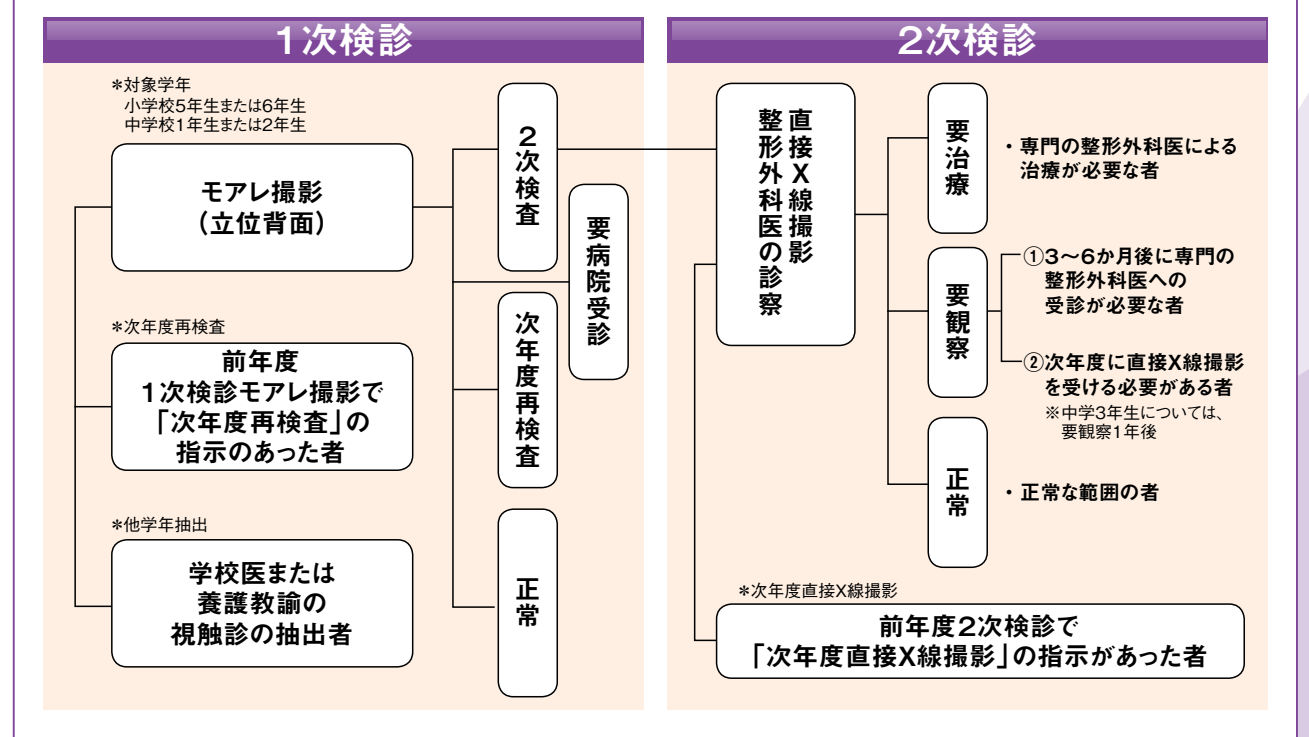 1次検診
*対象学年
小学校5年生または6年生
中学校1年生または2年生
モアレ撮影
(立位背面)
*次年度再検査
前年度
1次検診モアレ撮影で
「次年度再検査」の
指示のあった者
*他学年抽出
学校医または
養護教諭の
視触診の抽出者
2次検査
要病院受診
次年度再検査
正常
2次検診
直接X線撮影
整形外科医の診察
要治療
・専門の整形外科医による
治療が必要な者
要観察
①3〜6か月後に専門の
整形外科医への
受診が必要な者
②次年度に直接X線撮影
を受ける必要がある者
※中学3年生については、
要観察1年後
正常
・正常な範囲の者
*次年度直接X線撮影
前年度2次検診で
「次年度直接X線撮影」の指示があった者